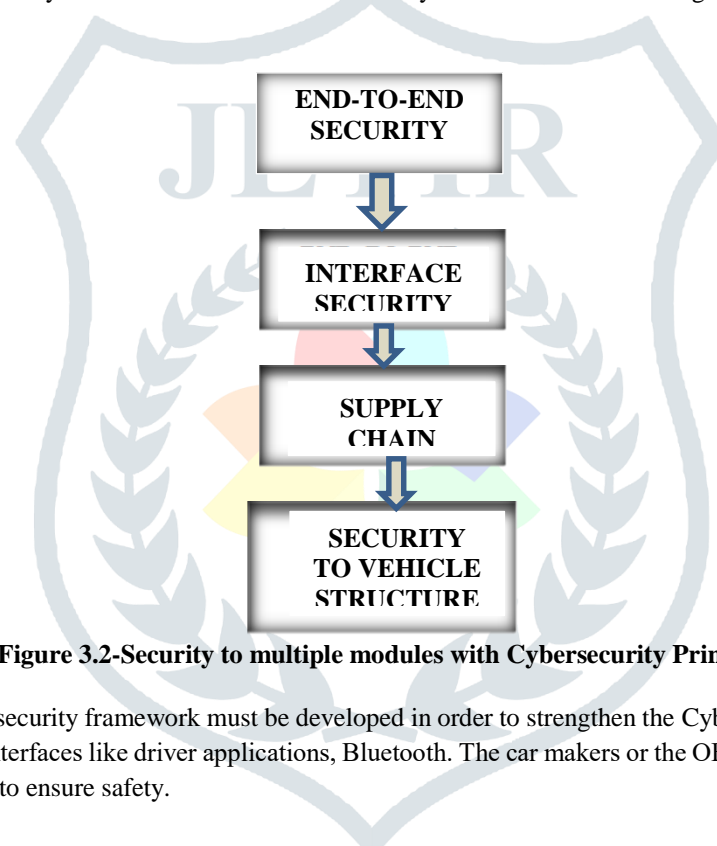 JETIR
END-TO-END
SECURITY
INTERFACE
SECURITY
SUPPLY
CHAIN
SECURITY
TO VEHICLE
STRUCTURE
Figure 3.2-Security to multiple modules with Cybersecurity Prin
security framework must be developed in order to strengthen the Cyb
terfaces like driver applications, Bluetooth. The car makers or the OE
to ensure safety.